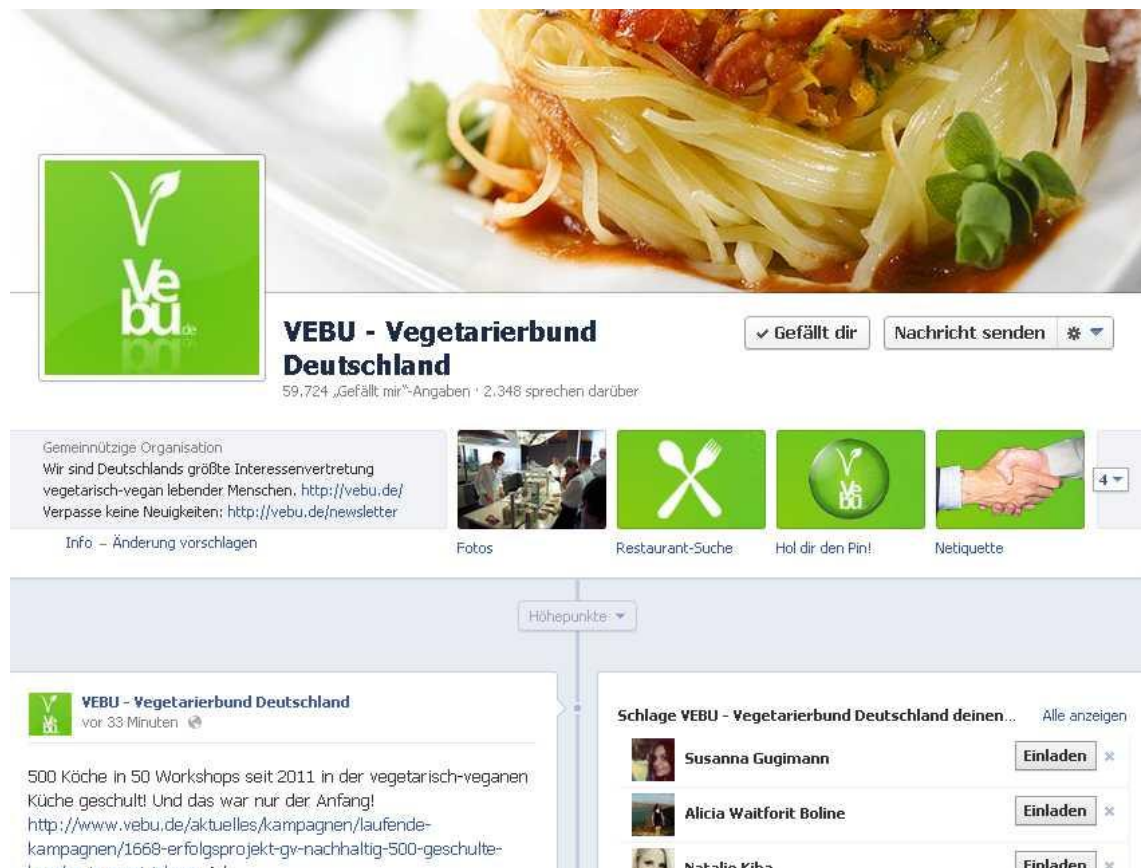 Vebu.de
VEBU - Vegetarierbund
Deutschland
59.724 „Gefällt mir“-Angaben · 2.348 sprechen darüber
Gefällt dir
Nachricht senden
Gemeinnützige Organisation
Wir sind Deutschlands größte Interessenvertretung
vegetarisch-vegan lebender Menschen. http://vebu.de/
Verpasse keine Neuigkeiten: http://vebu.de/newsletter
Info – Änderung vorschlagen
Fotos
Restaurant-Suche
Vebu
Hol dir den Pin!
Netiquette
4
Höhepunkte
VEBU - Vegetarierbund Deutschland
vor 33 Minuten
500 Köche in 50 Workshops seit 2011 in der vegetarisch-veganen
Küche geschult! Und das war nur der Anfang!
http://www.vebu.de/aktuelles/kampagnen/laufende-
kampagnen/1668-erfolgsprojekt-gv-nachhaltig-500-geschulte-
Schlage VEBU - Vegetarierbund Deutschland deinen...
Alle anzeigen
Susanna Gugimann
Einladen
Alicia Waitforit Boline
Einladen
Natalie Kiba
Einladen